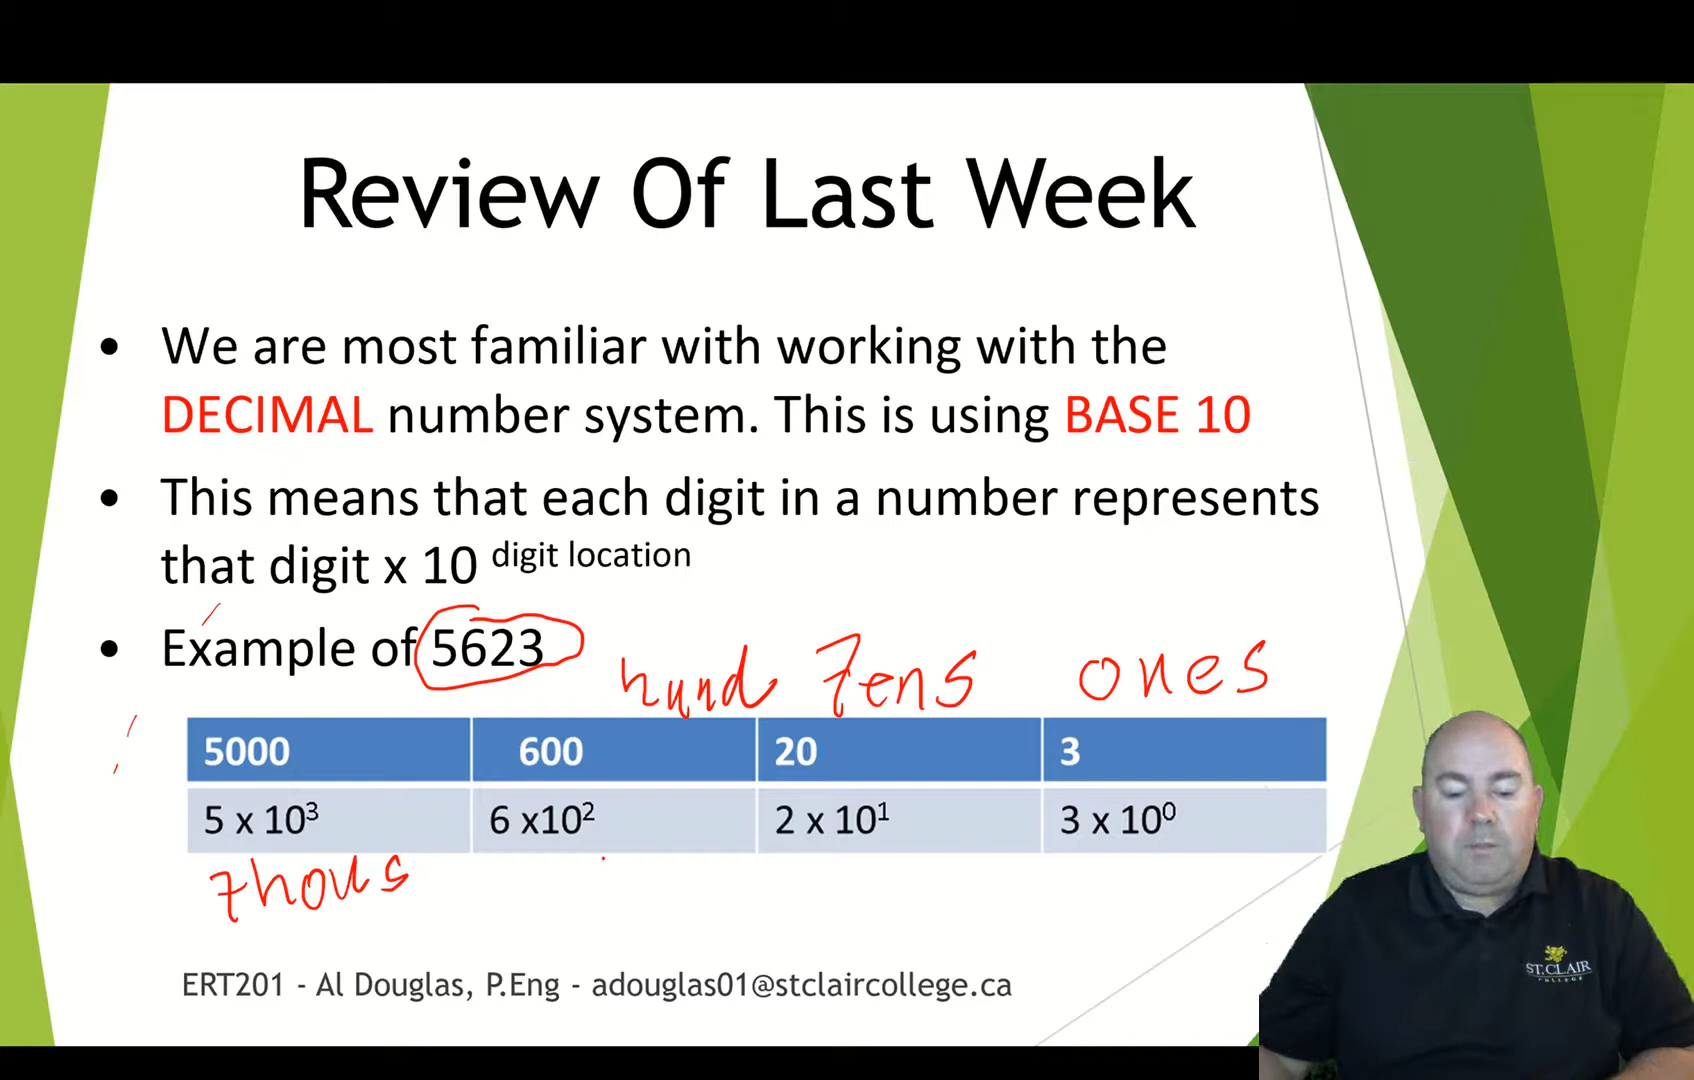 Review Of Last Week
• We are most familiar with working with the
DECIMAL number system. This is using BASE 10
• This means that each digit in a number represents
that digit x 10 digit location
• Example of 5623
hund Tens ones
5000 600 20 3
5 x 10³ 6 x10² 2 x 10¹ 3 x 10⁰
Thous
ERT201 - Al Douglas, P.Eng - adouglas01@stclaircollege.ca
ST. CLAIR
COLLEGE